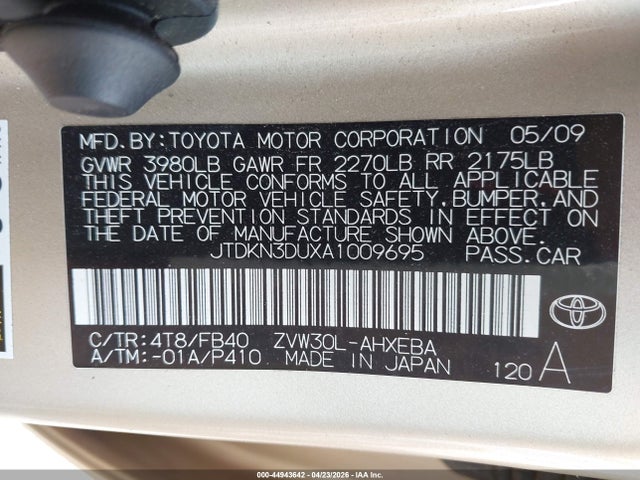 MFD.BY:TOYOTA MOTOR CORPORATION 05/09
GVWR 3980LB GAWR FR 2270LB RR 2175LB
THIS VEHICLE CONFORMS TO ALL APPLICABLE
FEDERAL MOTOR VEHICLE SAFETY,BUMPER,AND
THEFT PREVENTION STANDARDS IN EFFECT ON
THE DATE OF MANUFACTURE SHOWN ABOVE.
JTDKN3DUXA1009695 PASS.CAR
C/TR:4T8/FB40 ZVW30L-AHXEBA
A/TM:-01A/P410 MADE IN JAPAN 120 A
TOYOTA
000-44943642 - 04/23/2026 - IAA Inc.